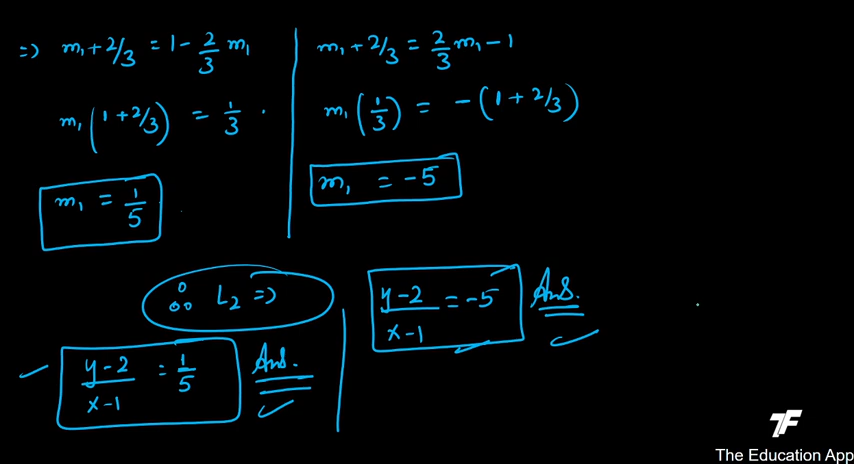 => m₁ + 2/3 = 1 - 2/3 m₁
m₁ (1 + 2/3) = 1/3 .
m₁ = 1/5
m₁ + 2/3 = 2/3 m₁ - 1
m₁ (1/3) = - (1 + 2/3)
m₁ = -5
∴ L₂ =>
✓ (y-2)/(x-1) = 1/5 Ans. ✓
(y-2)/(x-1) = -5 Ans. ✓
TF
The Education App